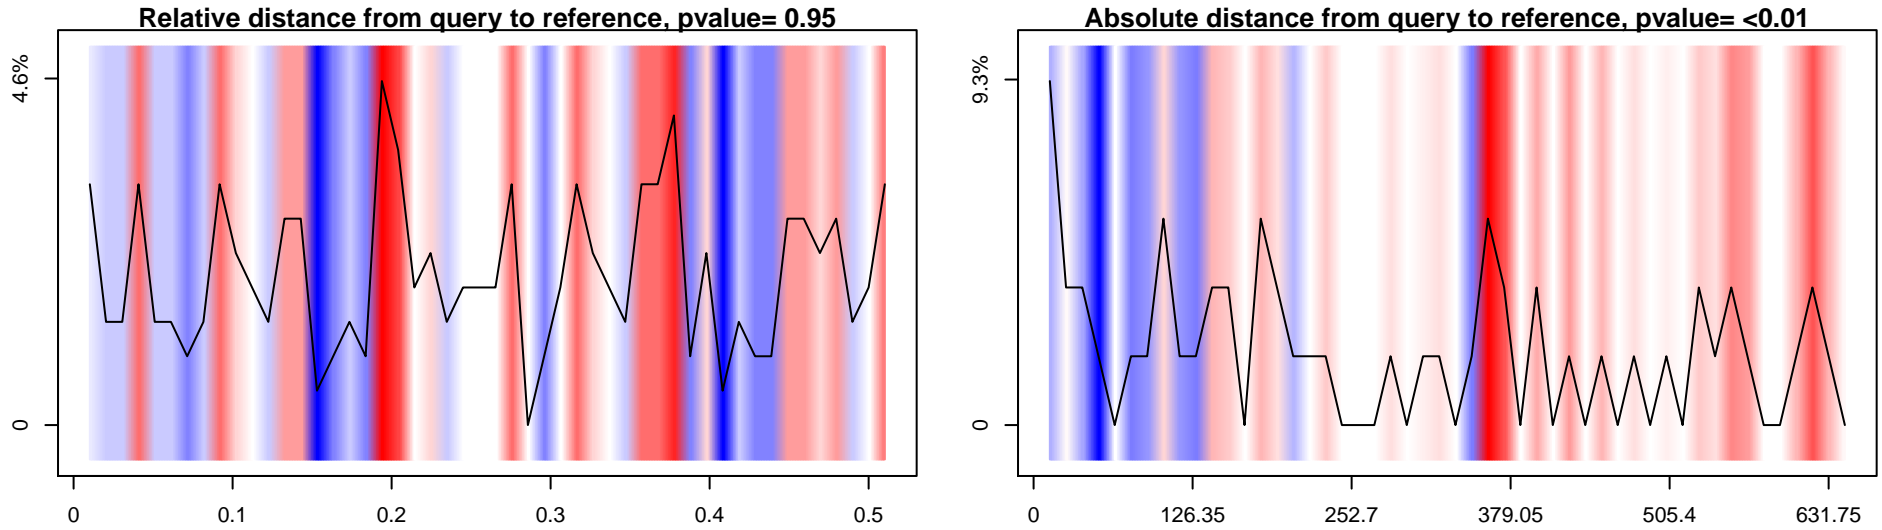 Relative distance from query to reference, pvalue= 0.95
4.6%
0
0 0.1 0.2 0.3 0.4 0.5
Absolute distance from query to reference, pvalue= <0.01
9.3%
0
0 126.35 252.7 379.05 505.4 631.75